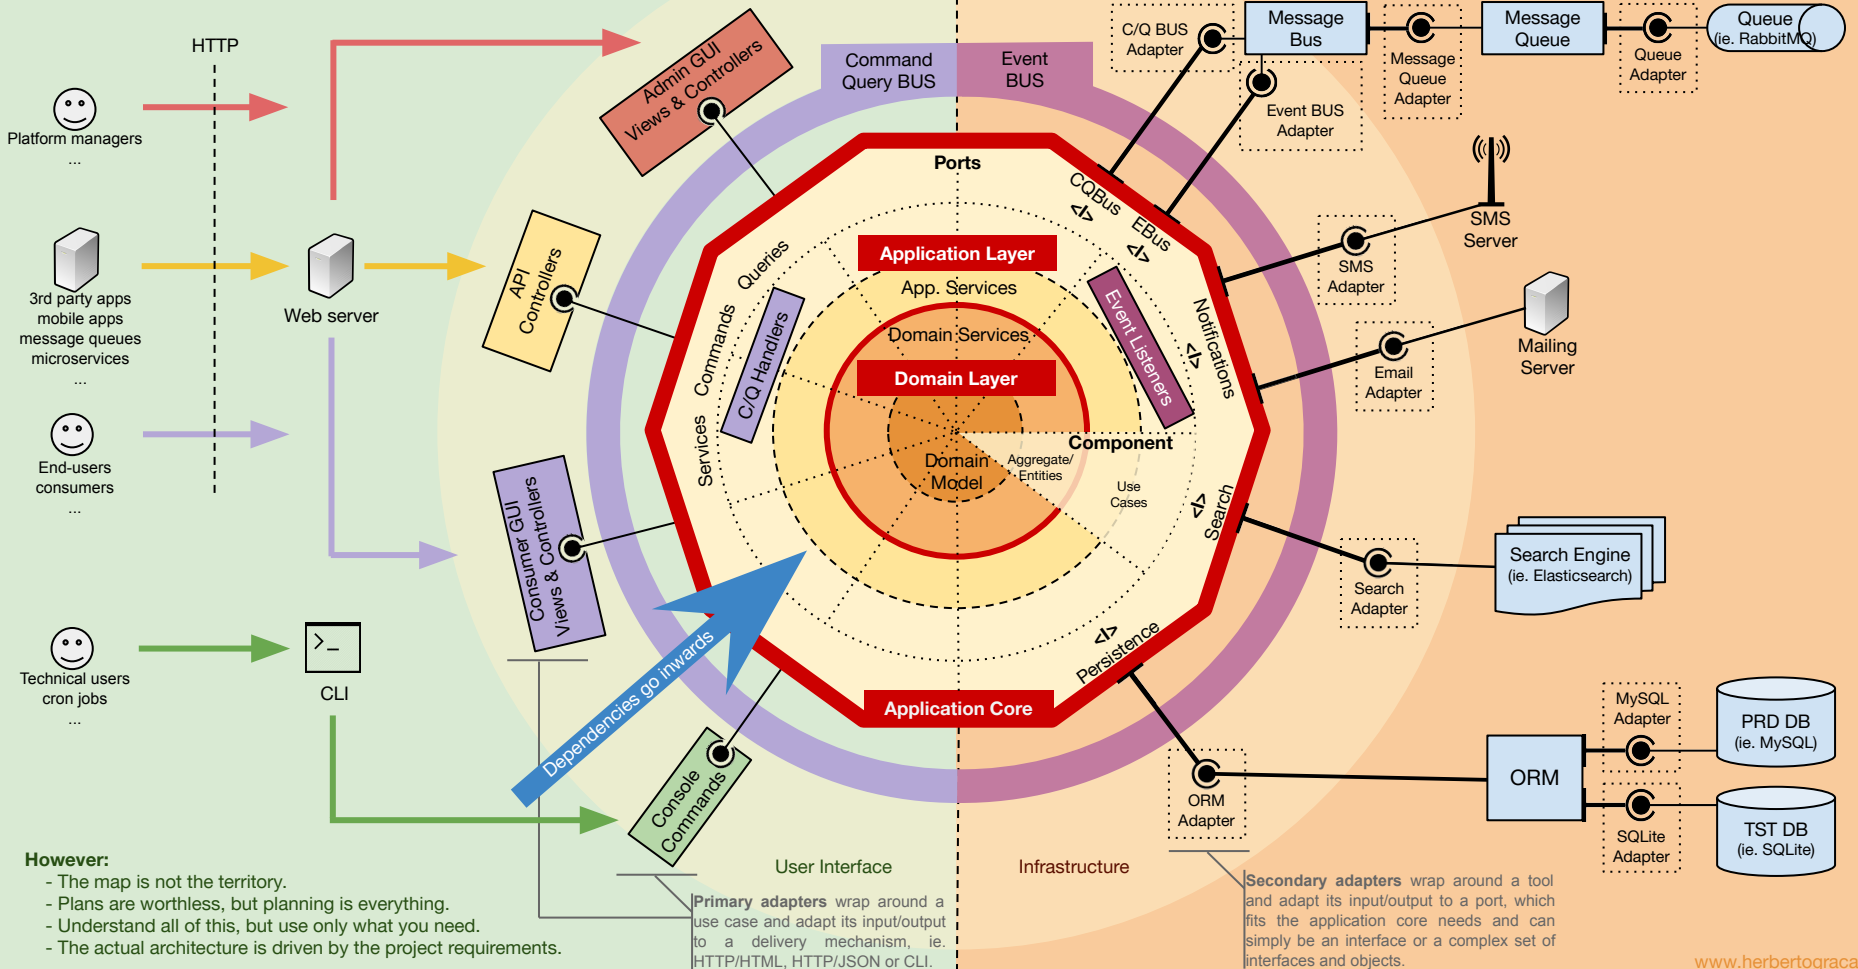 HTTP
Platform managers
...
3rd party apps
mobile apps
message queues
microservices
...
End-users
consumers
...
Technical users
cron jobs
...
Web server
CLI
Admin GUI
Views & Controllers
API
Controllers
Consumer GUI
Views & Controllers
Console
Commands
Dependencies go inwards
Command
Query BUS
Event
BUS
Ports
CQBus
</>
EBus
</>
Notifications
</>
Search
</>
Persistence
</>
Queries
Commands
Services
C/Q Handlers
Event Listeners
Application Layer
App. Services
Domain Services
Domain Layer
Domain
Model
Component
Aggregate/
Entities
Use
Cases
Application Core
User Interface
Infrastructure
C/Q BUS
Adapter
Message
Bus
Event BUS
Adapter
Message
Queue
Adapter
Message
Queue
Queue
Adapter
Queue
(ie. RabbitMQ)
SMS
Adapter
SMS
Server
Email
Adapter
Mailing
Server
Search
Adapter
Search Engine
(ie. Elasticsearch)
ORM
Adapter
ORM
MySQL
Adapter
PRD DB
(ie. MySQL)
SQLite
Adapter
TST DB
(ie. SQLite)
However:
- The map is not the territory.
- Plans are worthless, but planning is everything.
- Understand all of this, but use only what you need.
- The actual architecture is driven by the project requirements.
Primary adapters wrap around a
use case and adapt its input/output
to a delivery mechanism, ie.
HTTP/HTML, HTTP/JSON or CLI.
Secondary adapters wrap around a tool
and adapt its input/output to a port, which
fits the application core needs and can
simply be an interface or a complex set of
interfaces and objects.
www.herbertograca